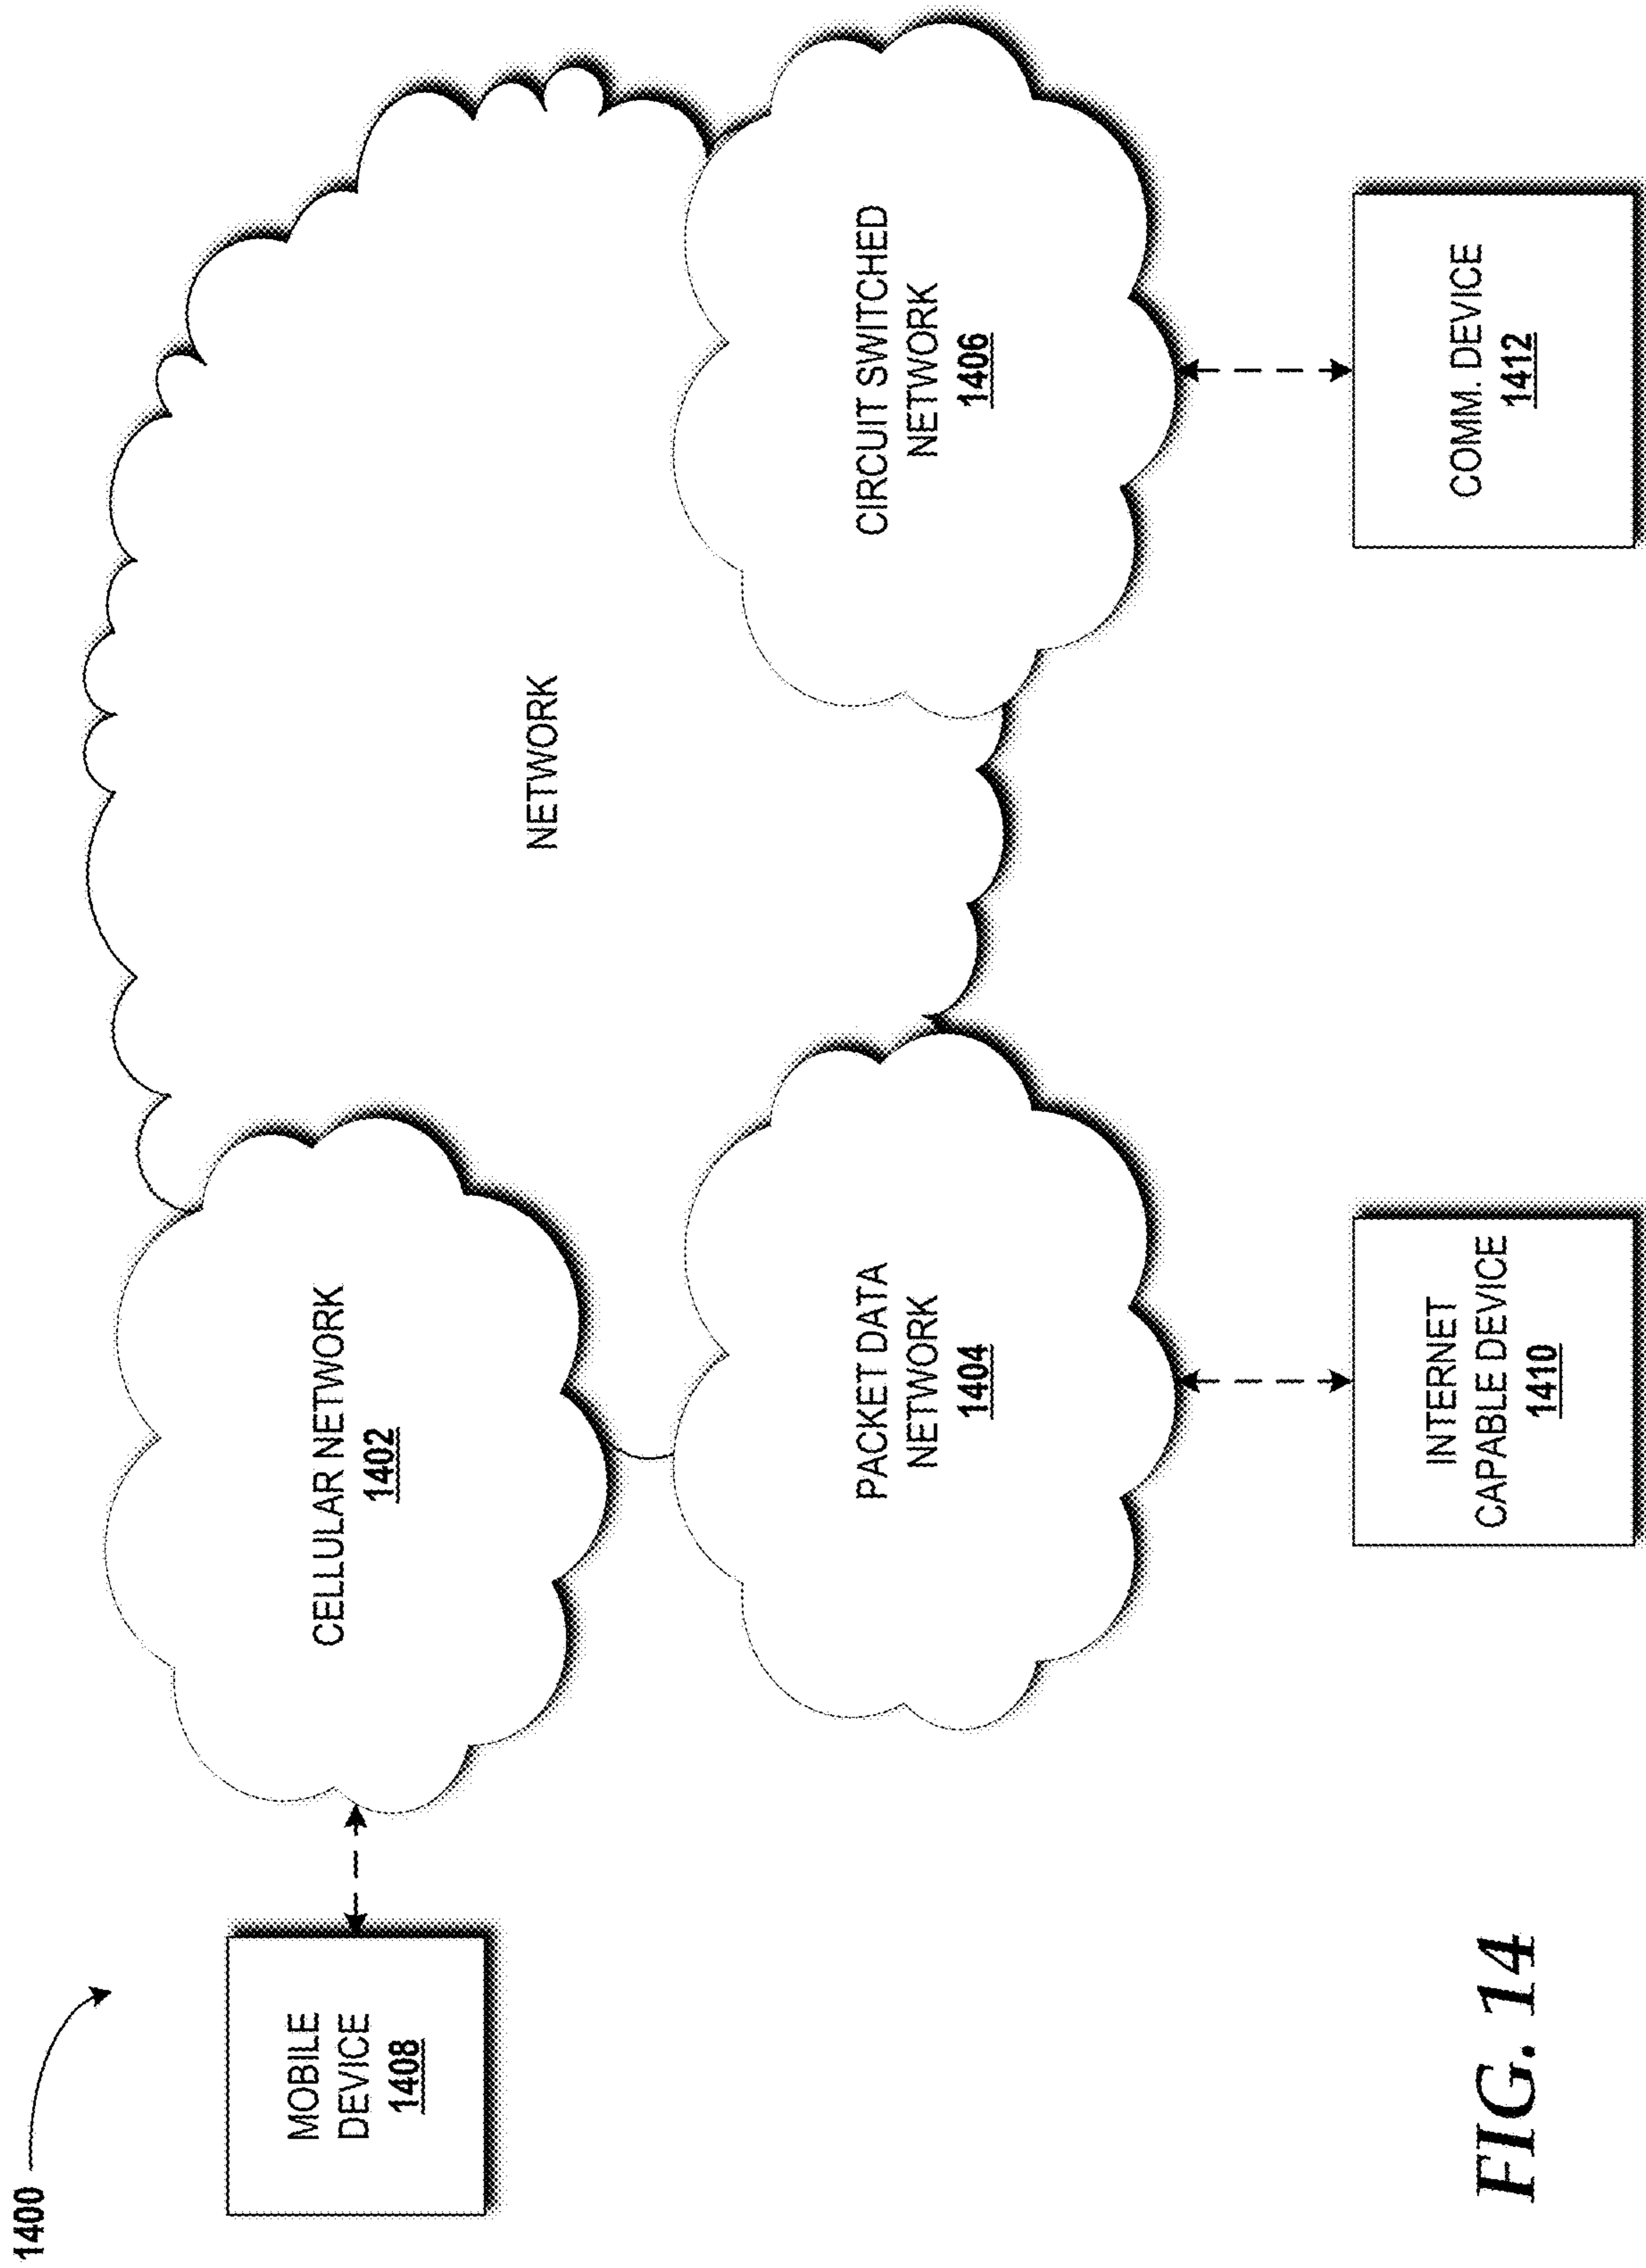 1400
MOBILE
DEVICE
1408
CELLULAR NETWORK
1402
NETWORK
PACKET DATA
NETWORK
1404
CIRCUIT SWITCHED
NETWORK
1406
INTERNET
CAPABLE DEVICE
1410
COMM. DEVICE
1412
FIG. 14